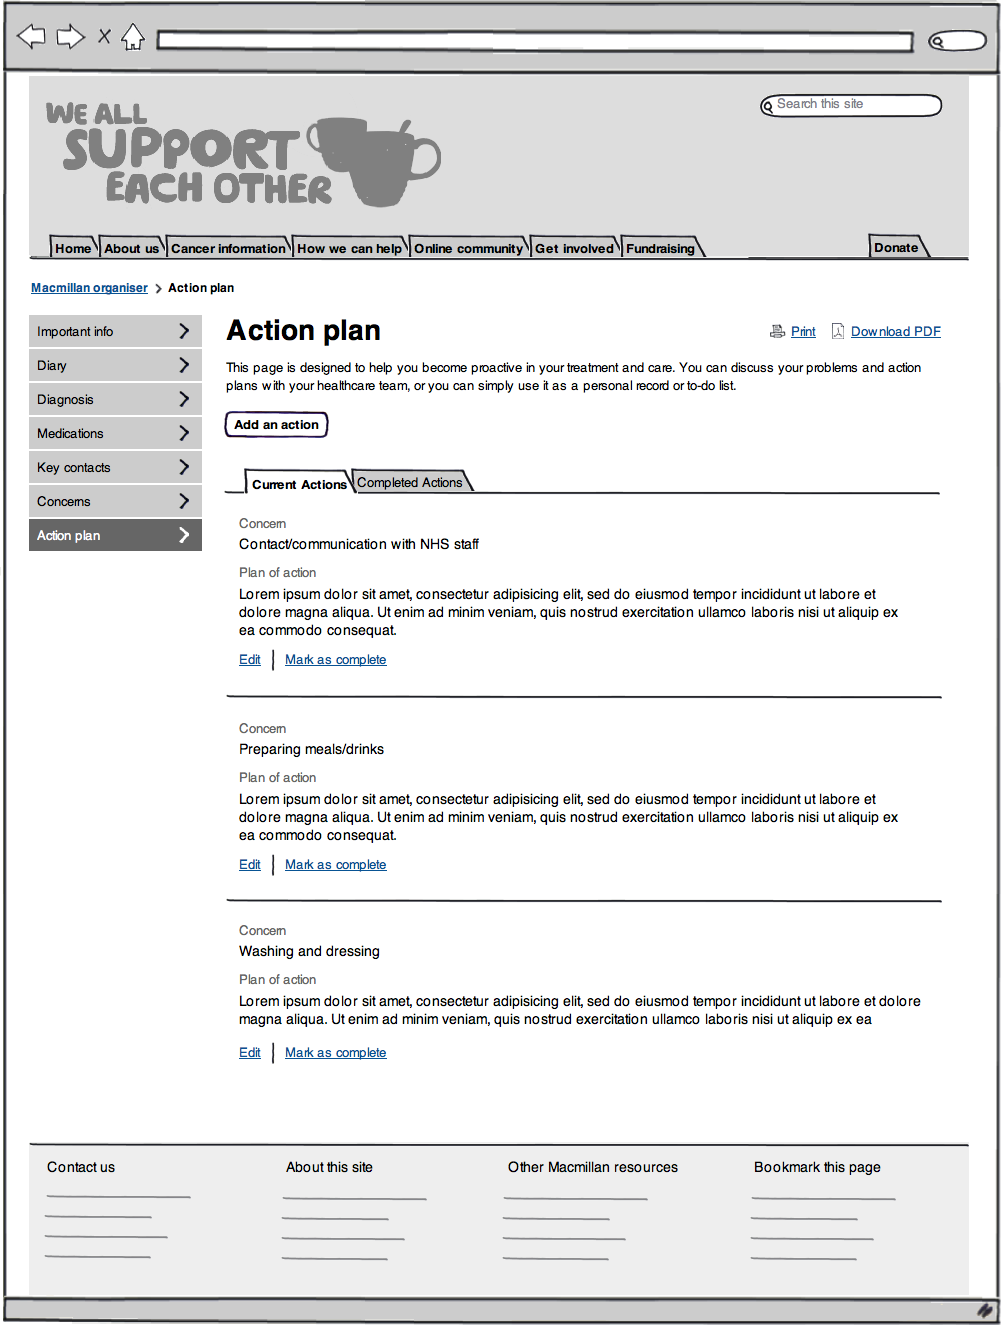 WE ALL
SUPPORT
EACH OTHER
Search this site
Home About us Cancer information How we can help Online community Get involved Fundraising Donate
Macmillan organiser > Action plan
Important info
Diary
Diagnosis
Medications
Key contacts
Concerns
Action plan
Action plan
Print Download PDF
This page is designed to help you become proactive in your treatment and care. You can discuss your problems and action
plans with your healthcare team, or you can simply use it as a personal record or to-do list.
Add an action
Current Actions Completed Actions
Concern
Contact/communication with NHS staff
Plan of action
Lorem ipsum dolor sit amet, consectetur adipisicing elit, sed do eiusmod tempor incididunt ut labore et
dolore magna aliqua. Ut enim ad minim veniam, quis nostrud exercitation ullamco laboris nisi ut aliquip ex
ea commodo consequat.
Edit | Mark as complete
Concern
Preparing meals/drinks
Plan of action
Lorem ipsum dolor sit amet, consectetur adipisicing elit, sed do eiusmod tempor incididunt ut labore et
dolore magna aliqua. Ut enim ad minim veniam, quis nostrud exercitation ullamco laboris nisi ut aliquip ex
ea commodo consequat.
Edit | Mark as complete
Concern
Washing and dressing
Plan of action
Lorem ipsum dolor sit amet, consectetur adipisicing elit, sed do eiusmod tempor incididunt ut labore et dolore
magna aliqua. Ut enim ad minim veniam, quis nostrud exercitation ullamco laboris nisi ut aliquip ex ea
Edit | Mark as complete
Contact us About this site Other Macmillan resources Bookmark this page